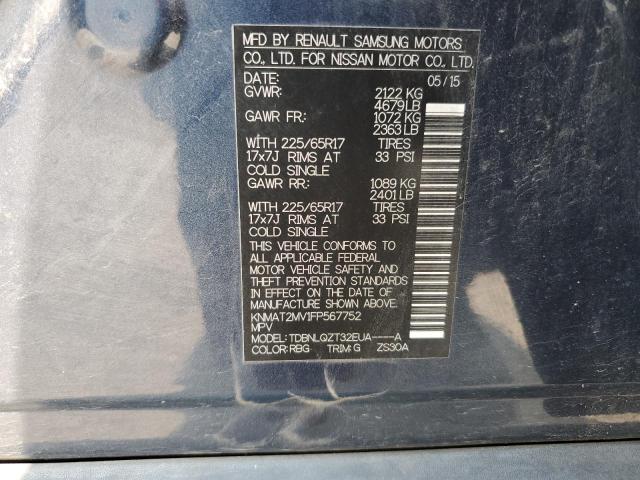 MFD BY RENAULT SAMSUNG MOTORS
CO., LTD. FOR NISSAN MOTOR CO., LTD.
DATE: 05/15
GVWR: 2122 KG
4679 LB
GAWR FR: 1072 KG
2363 LB
WITH 225/65R17 TIRES
17x7J RIMS AT 33 PSI
COLD SINGLE
GAWR RR: 1089 KG
2401 LB
WITH 225/65R17 TIRES
17x7J RIMS AT 33 PSI
COLD SINGLE
THIS VEHICLE CONFORMS TO
ALL APPLICABLE FEDERAL
MOTOR VEHICLE SAFETY AND
THEFT PREVENTION STANDARDS
IN EFFECT ON THE DATE OF
MANUFACTURE SHOWN ABOVE.
KNMAT2MV1FP567752
MPV
MODEL: TDBNLQZT32EUA----A
COLOR: RBG TRIM: G ZS30A